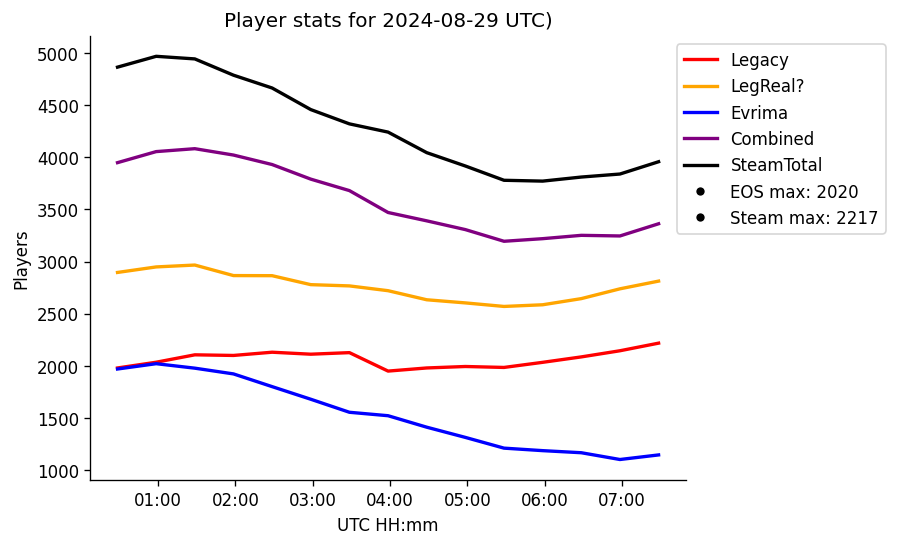 Player stats for 2024-08-29 UTC)
5000
4500
4000
3500
3000
2500
2000
1500
1000
Players
01:00 02:00 03:00 04:00 05:00 06:00 07:00
UTC HH:mm
Legacy
LegReal?
Evrima
Combined
SteamTotal
EOS max: 2020
Steam max: 2217